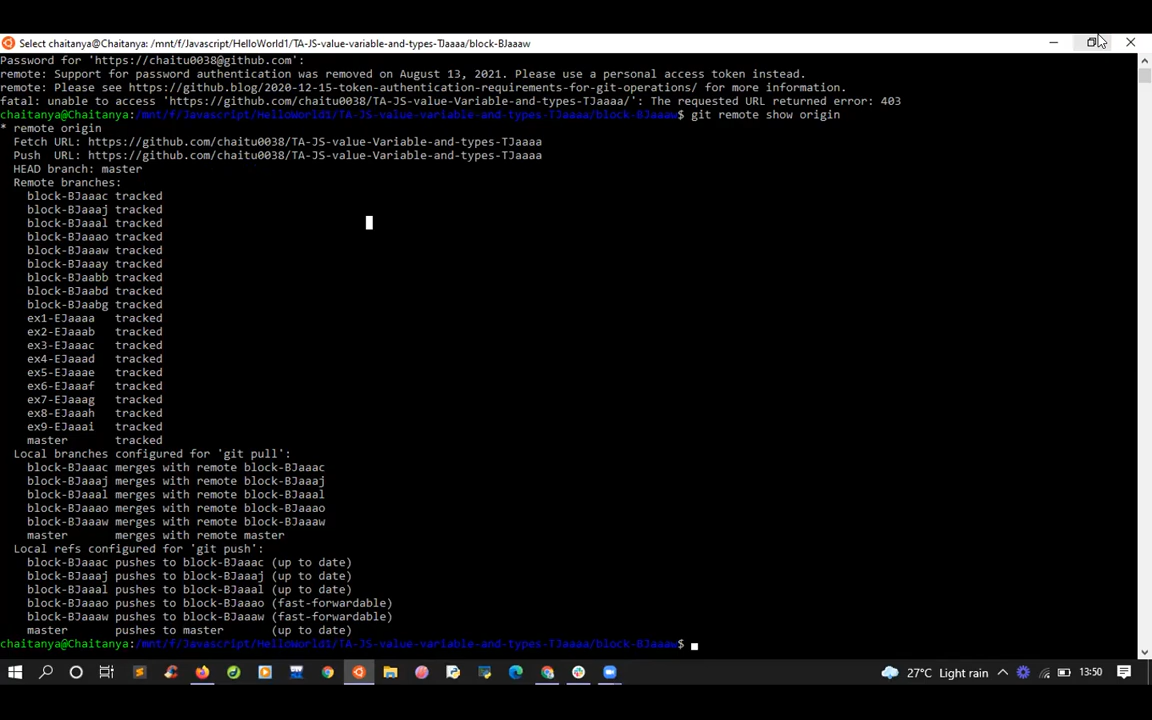 Select chaitanya@Chaitanya: /mnt/f/Javascript/HelloWorld1/TA-JS-value-variable-and-types-TJaaaa/block-BJaaaw
Password for 'https://chaitu0038@github.com':
remote: Support for password authentication was removed on August 13, 2021. Please use a personal access token instead.
remote: Please see https://github.blog/2020-12-15-token-authentication-requirements-for-git-operations/ for more information.
fatal: unable to access 'https://github.com/chaitu0038/TA-JS-value-Variable-and-types-TJaaaa/': The requested URL returned error: 403
chaitanya@Chaitanya:/mnt/f/Javascript/HelloWorld1/TA-JS-value-variable-and-types-TJaaaa/block-BJaaaw$ git remote show origin
* remote origin
Fetch URL: https://github.com/chaitu0038/TA-JS-value-Variable-and-types-TJaaaa
Push  URL: https://github.com/chaitu0038/TA-JS-value-Variable-and-types-TJaaaa
HEAD branch: master
Remote branches:
block-BJaaac tracked
block-BJaaaj tracked
block-BJaaal tracked
block-BJaaao tracked
block-BJaaaw tracked
block-BJaaay tracked
block-BJaabb tracked
block-BJaabd tracked
block-BJaabg tracked
ex1-EJaaaa   tracked
ex2-EJaaab   tracked
ex3-EJaaac   tracked
ex4-EJaaad   tracked
ex5-EJaaae   tracked
ex6-EJaaaf   tracked
ex7-EJaaag   tracked
ex8-EJaaah   tracked
ex9-EJaaai   tracked
master       tracked
Local branches configured for 'git pull':
block-BJaaac merges with remote block-BJaaac
block-BJaaaj merges with remote block-BJaaaj
block-BJaaal merges with remote block-BJaaal
block-BJaaao merges with remote block-BJaaao
block-BJaaaw merges with remote block-BJaaaw
master       merges with remote master
Local refs configured for 'git push':
block-BJaaac pushes to block-BJaaac (up to date)
block-BJaaaj pushes to block-BJaaaj (up to date)
block-BJaaal pushes to block-BJaaal (up to date)
block-BJaaao pushes to block-BJaaao (fast-forwardable)
block-BJaaaw pushes to block-BJaaaw (fast-forwardable)
master       pushes to master       (up to date)
chaitanya@Chaitanya:/mnt/f/Javascript/HelloWorld1/TA-JS-value-variable-and-types-TJaaaa/block-BJaaaw$
27°C Light rain 13:50